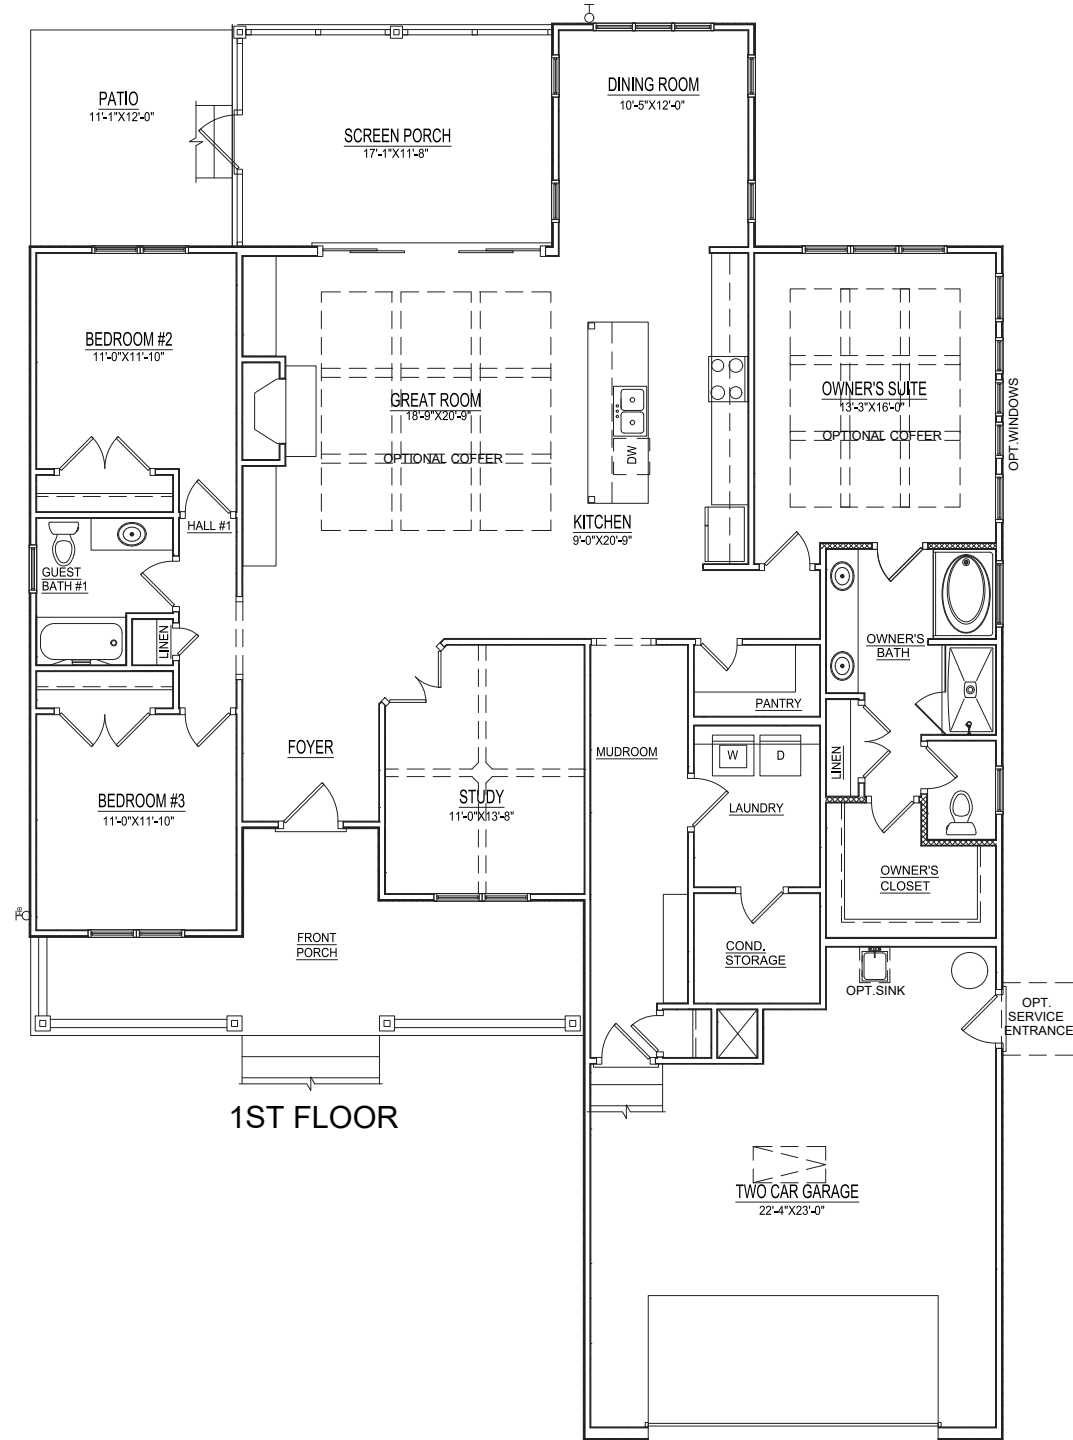 PATIO
11'-1"X12'-0"
SCREEN PORCH
17'-1"X11'-8"
DINING ROOM
10'-5"X12'-0"
BEDROOM #2
11'-0"X11'-10"
GREAT ROOM
18'-9"X20'-9"
OPTIONAL COFFER
DW
KITCHEN
9'-0"X20'-9"
OWNER'S SUITE
13'-3"X16'-0"
OPTIONAL COFFER
OPT.WINDOWS
HALL #1
GUEST
BATH #1
LINEN
OWNER'S
BATH
PANTRY
FOYER
MUDROOM
W
D
LINEN
BEDROOM #3
11'-0"X11'-10"
STUDY
11'-0"X13'-8"
LAUNDRY
OWNER'S
CLOSET
FRONT
PORCH
COND.
STORAGE
OPT.SINK
OPT.
SERVICE
ENTRANCE
1ST FLOOR
TWO CAR GARAGE
22'-4"X23'-0"